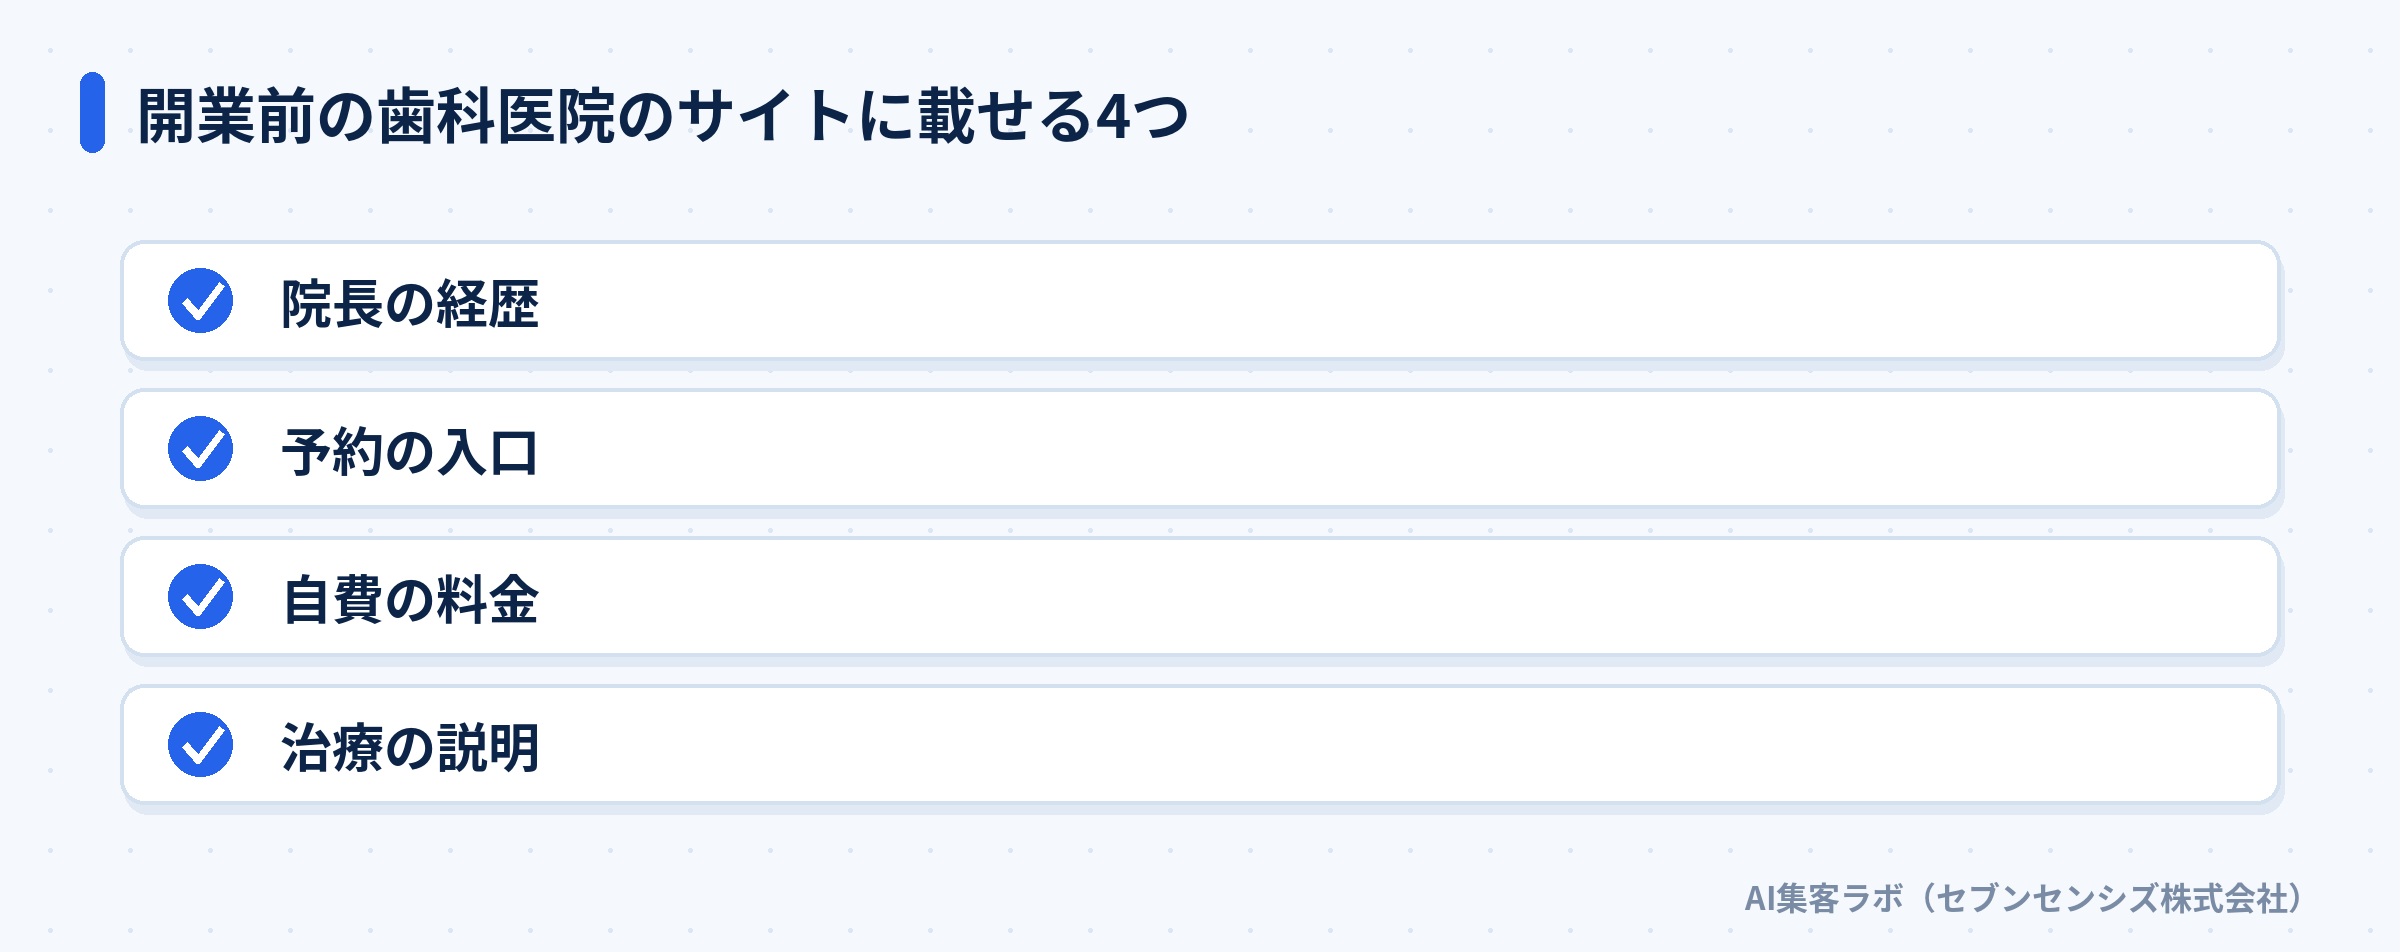 開業前の歯科医院のサイトに載せる4つ
院長の経歴
予約の入口
自費の料金
治療の説明
AI集客ラボ（セブンセンシズ株式会社）